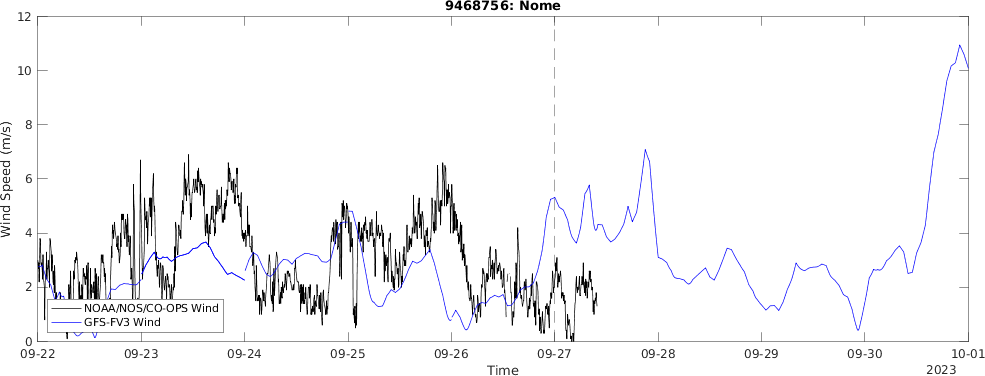 9468756: Nome
12
10
8
6
4
2
0
Wind Speed (m/s)
NOAA/NOS/CO-OPS Wind
GFS-FV3 Wind
09-22 09-23 09-24 09-25 09-26 09-27 09-28 09-29 09-30 10-01
Time
2023